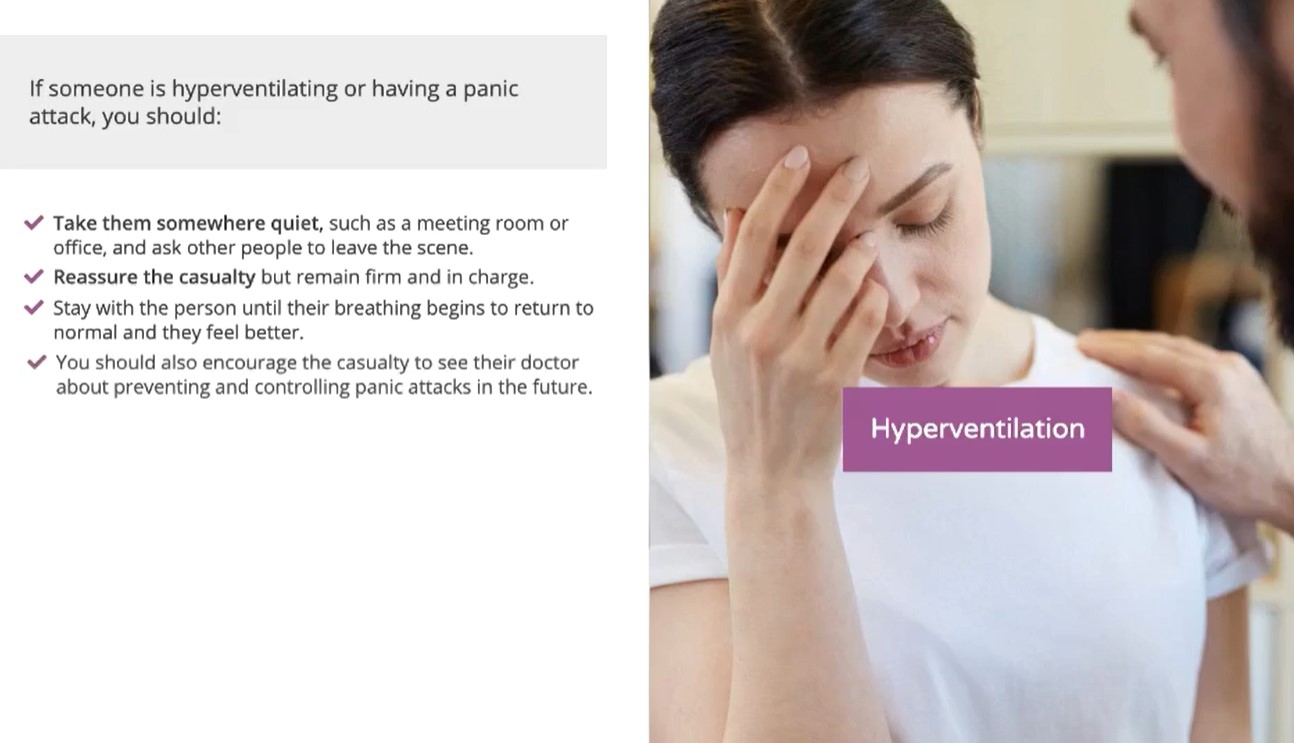 If someone is hyperventilating or having a panic
attack, you should:
Take them somewhere quiet, such as a meeting room or
office, and ask other people to leave the scene.
Reassure the casualty but remain firm and in charge.
Stay with the person until their breathing begins to return to
normal and they feel better.
You should also encourage the casualty to see their doctor
about preventing and controlling panic attacks in the future.
Hyperventilation